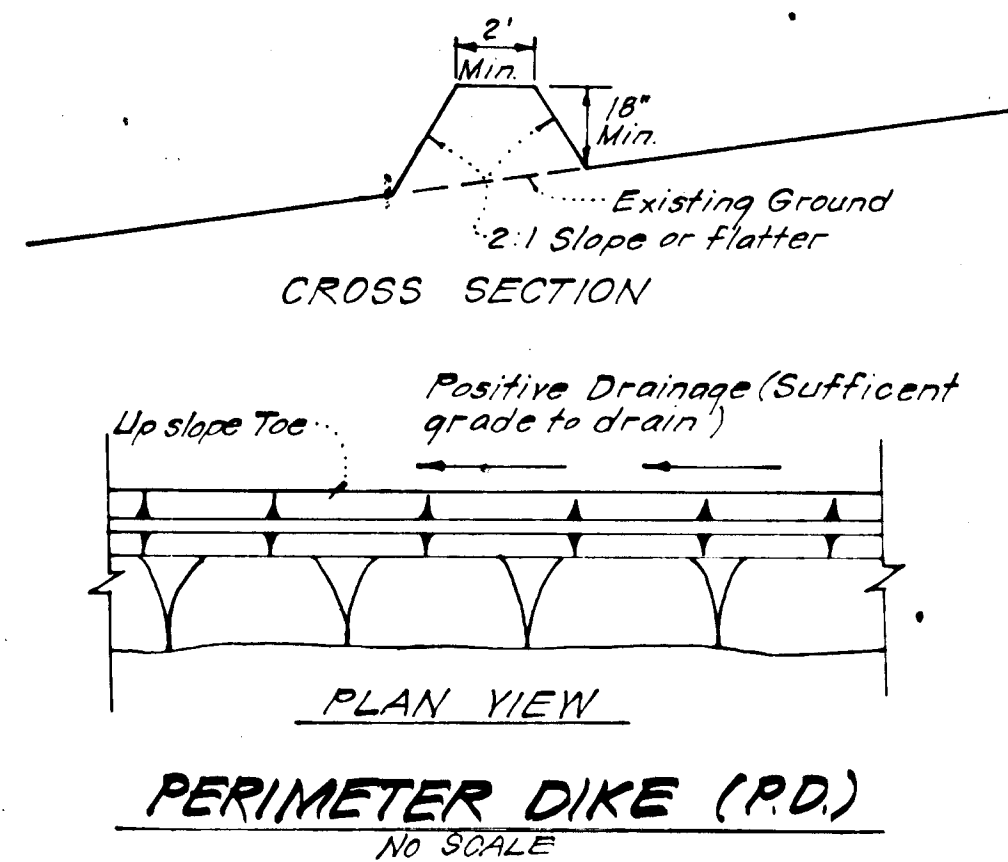 2'
Min.
18"
Min.
Existing Ground
2:1 Slope or flatter
CROSS SECTION
Positive Drainage (Sufficent
grade to drain)
Up slope Toe
PLAN VIEW
PERIMETER DIKE (P.D.)
NO SCALE